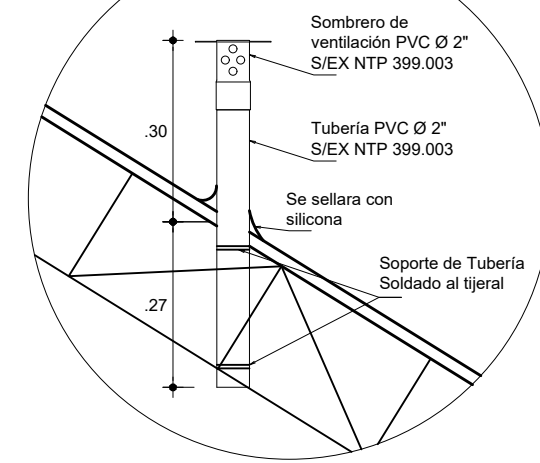 Sombrero de
ventilación PVC Ø 2"
S/EX NTP 399.003
.30
Tubería PVC Ø 2"
S/EX NTP 399.003
Se sellara con
silicona
Soporte de Tubería
Soldado al tijeral
.27